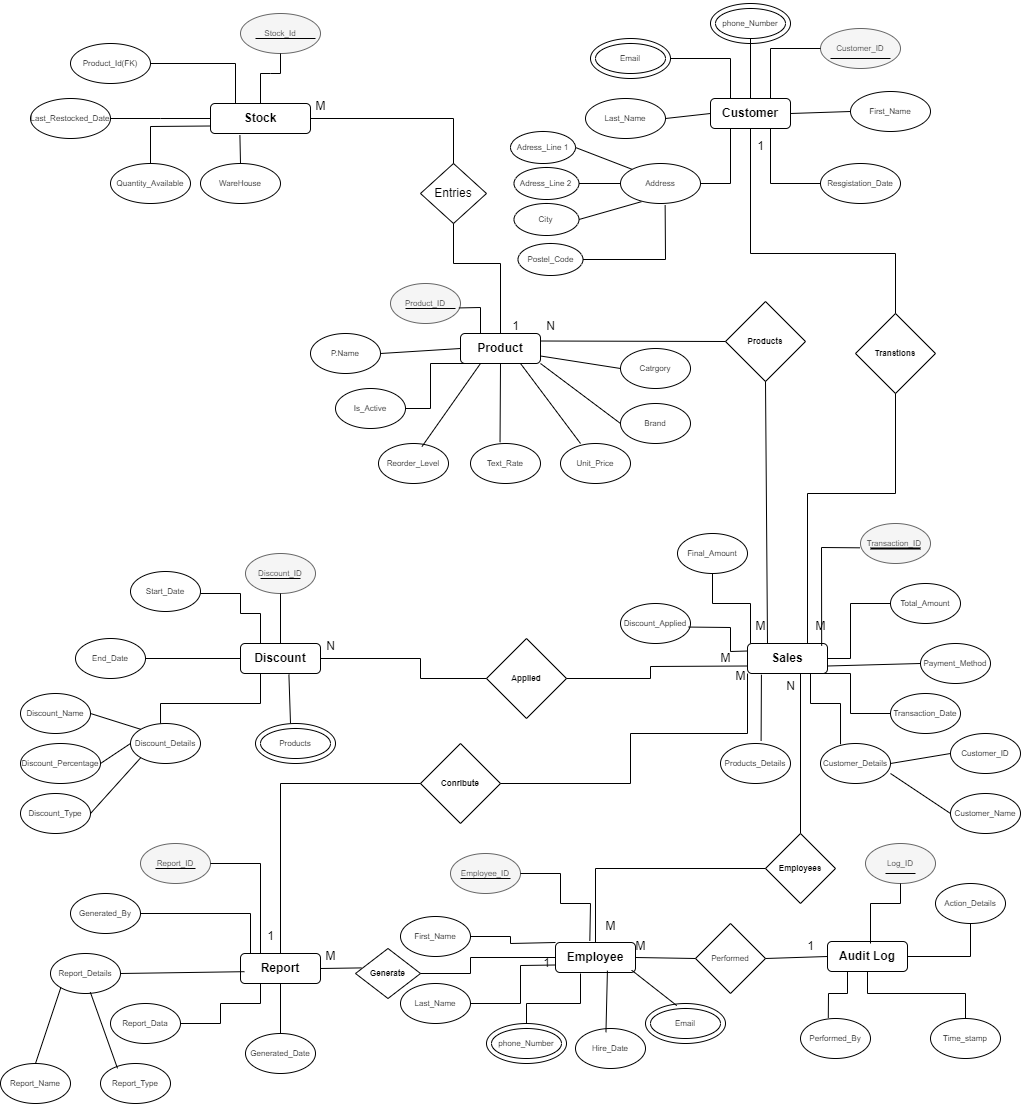 phone_Number
Stock_Id
Customer_ID
Product_Id(FK)
Email
Last_Restocked_Date
Stock
M
Last_Name
Customer
First_Name
1
Adress_Line 1
Quantity_Available
WareHouse
Adress_Line 2
Address
Resgistation_Date
Entries
City
Postel_Code
Product_ID
1
N
Products
P.Name
Product
Transtions
Catrgory
Is_Active
Brand
Reorder_Level
Text_Rate
Unit_Price
Transaction_ID
Final_Amount
Discount_ID
Start_Date
Total_Amount
Discount_Applied
M
M
N
End_Date
Discount
M
Sales
Payment_Method
Applied
M
N
Discount_Name
Transaction_Date
Discount_Details
Products
Customer_ID
Discount_Percentage
Products_Details
Customer_Details
Conribute
Discount_Type
Customer_Name
Report_ID
Employee_ID
Employees
Log_ID
Generated_By
Action_Details
M
1
First_Name
M
1
M
Employee
1
Performed
Audit Log
Report
Generate
Report_Details
Last_Name
Report_Data
Email
phone_Number
Hire_Date
Performed_By
Time_stamp
Generated_Date
Report_Name
Report_Type